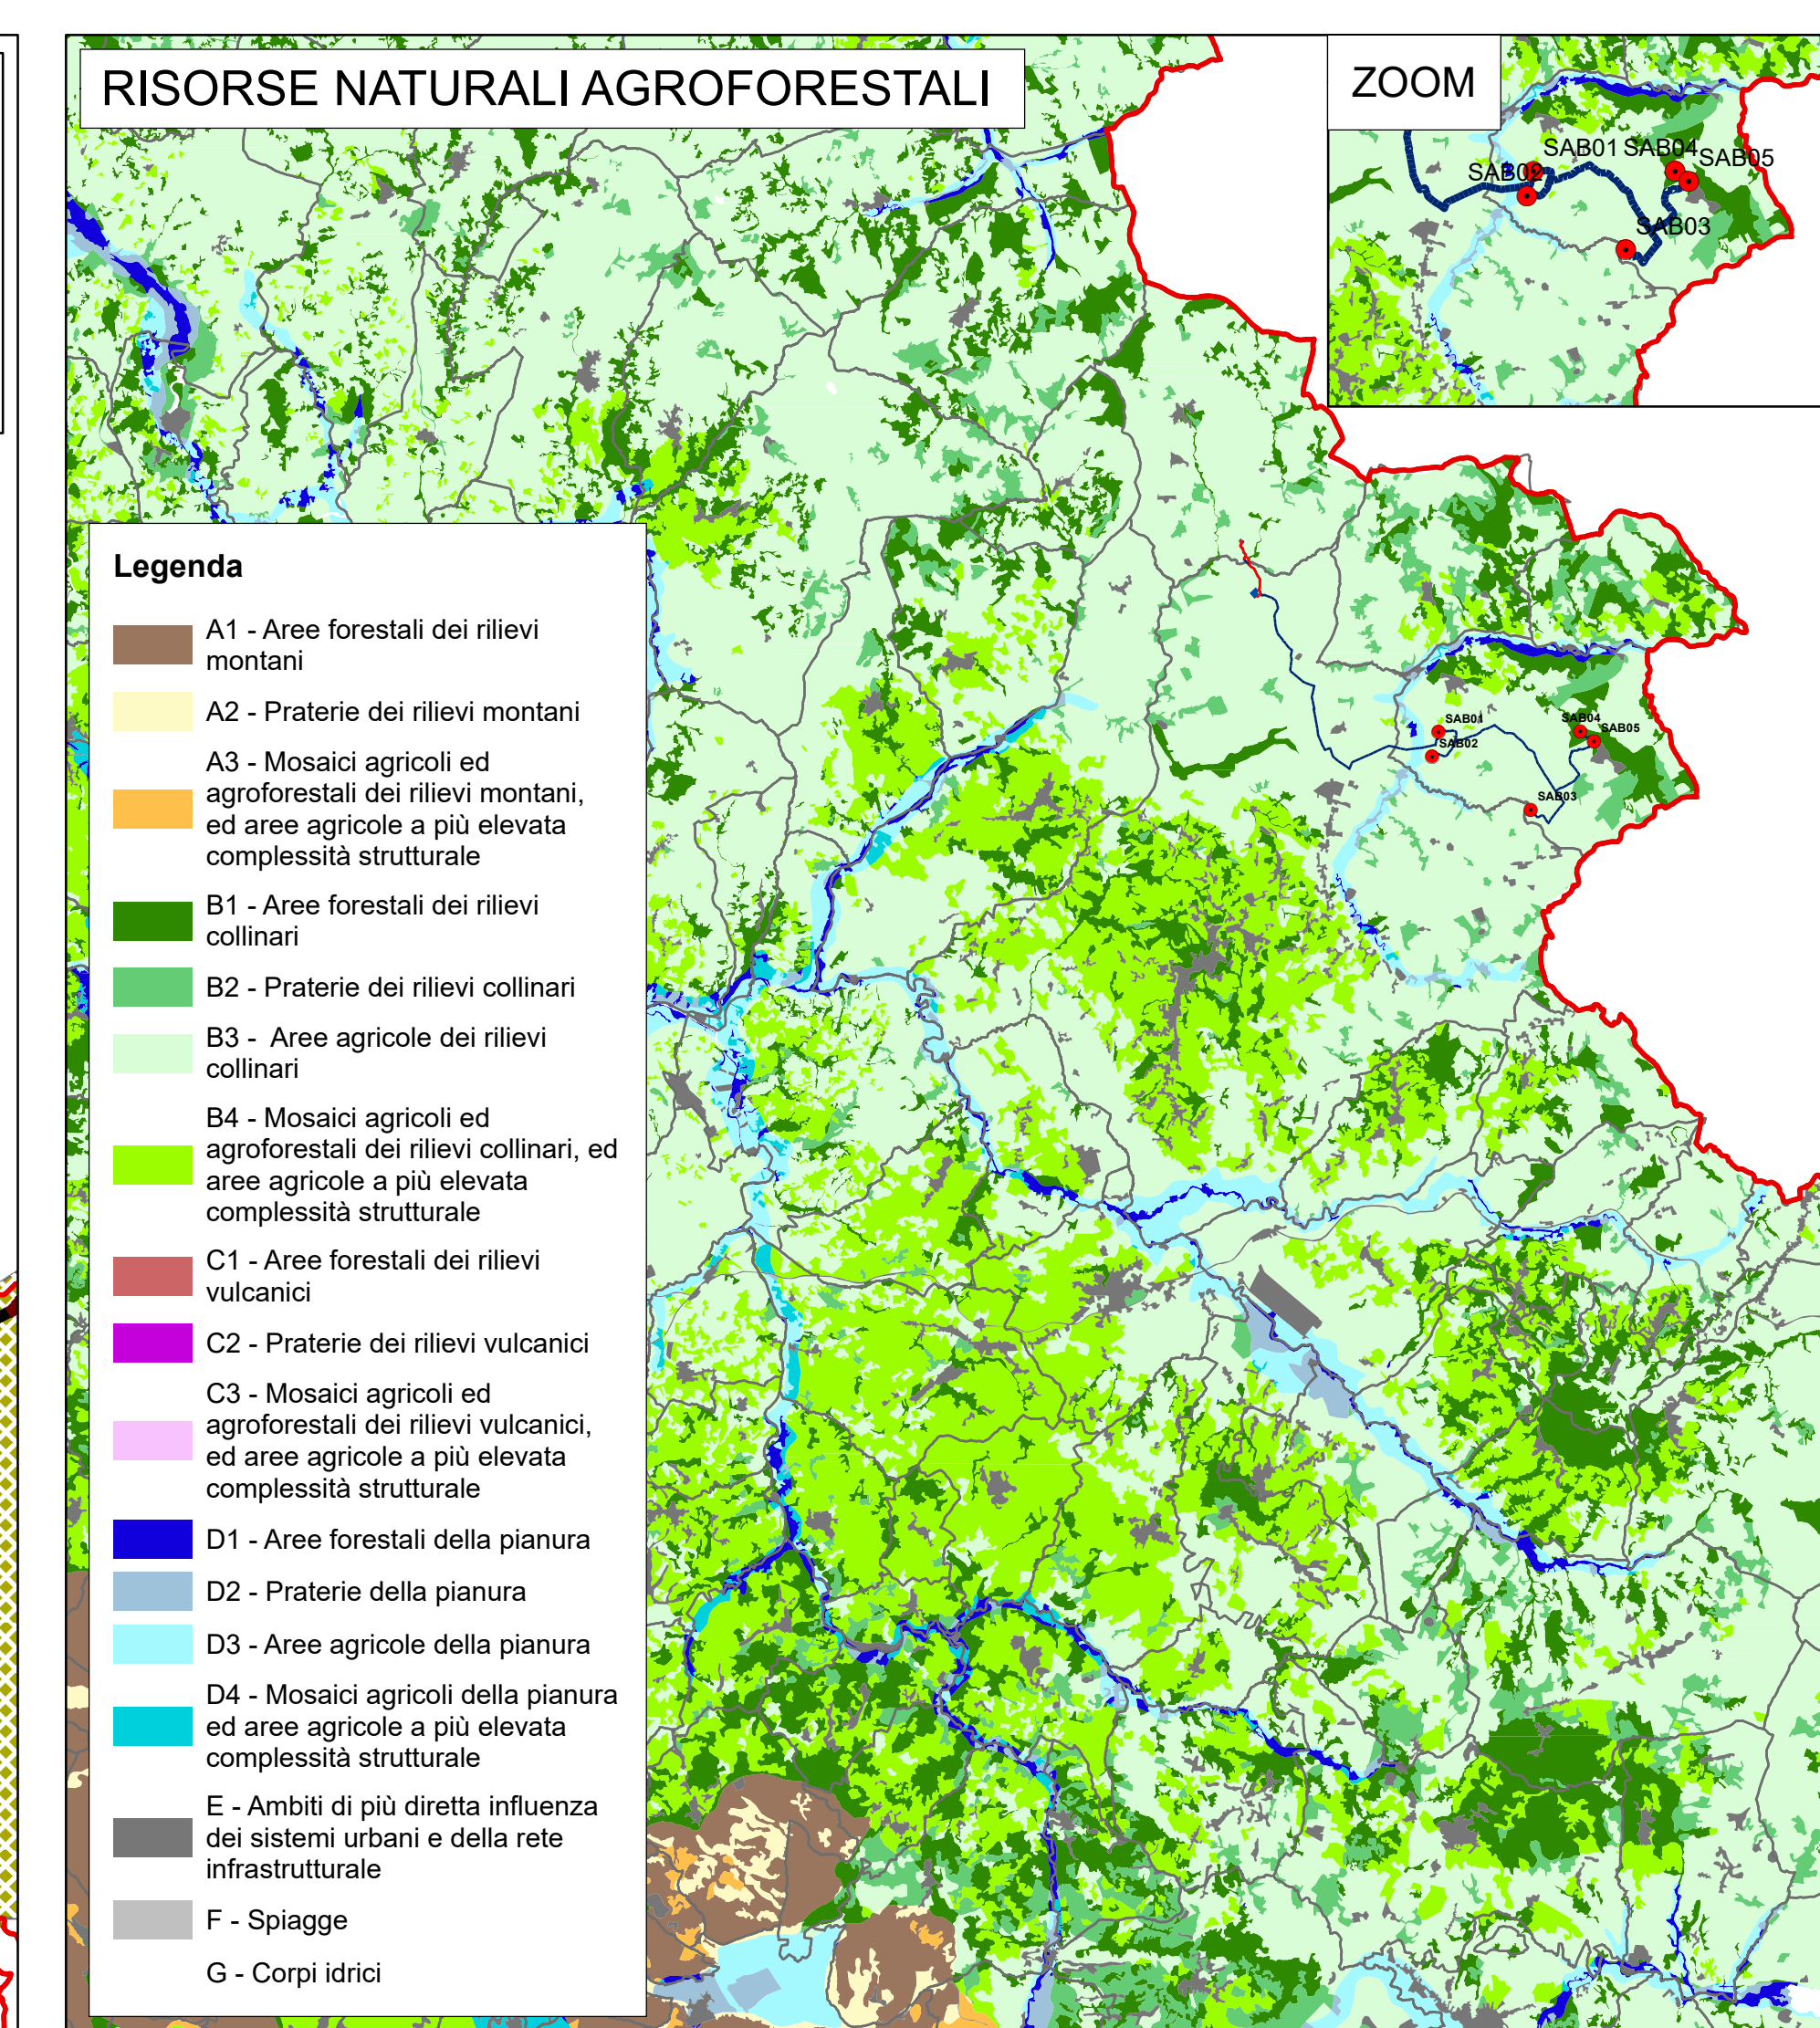 RISORSE NATURALI AGROFORESTALI
ZOOM
SAB01
SAB04
SAB05
SAB02
SAB03
SAB01
SAB02
SAB04
SAB05
SAB03
Legenda
A1 - Aree forestali dei rilievi
montani
A2 - Praterie dei rilievi montani
A3 - Mosaici agricoli ed
agroforestali dei rilievi montani,
ed aree agricole a più elevata
complessità strutturale
B1 - Aree forestali dei rilievi
collinari
B2 - Praterie dei rilievi collinari
B3 - Aree agricole dei rilievi
collinari
B4 - Mosaici agricoli ed
agroforestali dei rilievi collinari, ed
aree agricole a più elevata
complessità strutturale
C1 - Aree forestali dei rilievi
vulcanici
C2 - Praterie dei rilievi vulcanici
C3 - Mosaici agricoli ed
agroforestali dei rilievi vulcanici,
ed aree agricole a più elevata
complessità strutturale
D1 - Aree forestali della pianura
D2 - Praterie della pianura
D3 - Aree agricole della pianura
D4 - Mosaici agricoli della pianura
ed aree agricole a più elevata
complessità strutturale
E - Ambiti di più diretta influenza
dei sistemi urbani e della rete
infrastrutturale
F - Spiagge
G - Corpi idrici